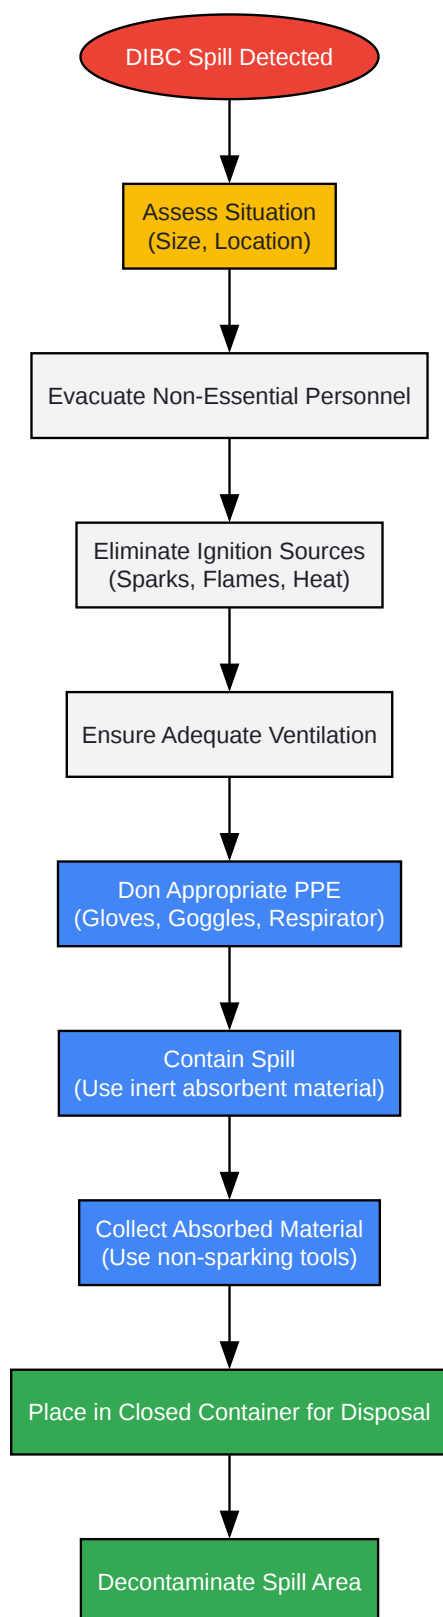 DIBC Spill Detected
Assess Situation
(Size, Location)
Evacuate Non-Essential Personnel
Eliminate Ignition Sources
(Sparks, Flames, Heat)
Ensure Adequate Ventilation
Don Appropriate PPE
(Gloves, Goggles, Respirator)
Contain Spill
(Use inert absorbent material)
Collect Absorbed Material
(Use non-sparking tools)
Place in Closed Container for Disposal
Decontaminate Spill Area